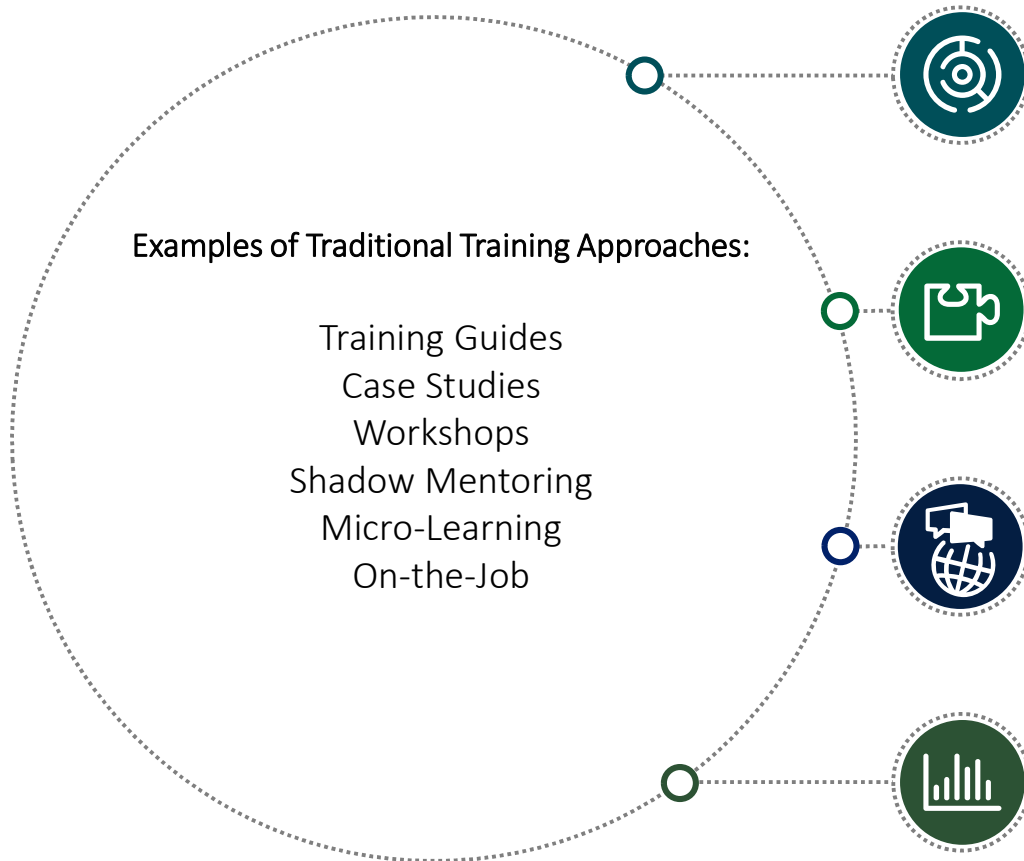 Examples of Traditional Training Approaches:
Training Guides
Case Studies
Workshops
Shadow Mentoring
Micro-Learning
On-the-Job